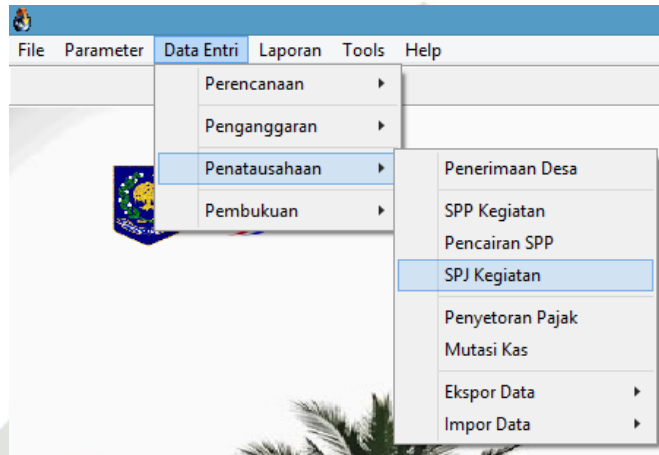 File Parameter Data Entri Laporan Tools Help
Perencanaan
Penganggaran
Penatausahaan
Pembukuan
Penerimaan Desa
SPP Kegiatan
Pencairan SPP
SPJ Kegiatan
Penyetoran Pajak
Mutasi Kas
Ekspor Data
Impor Data